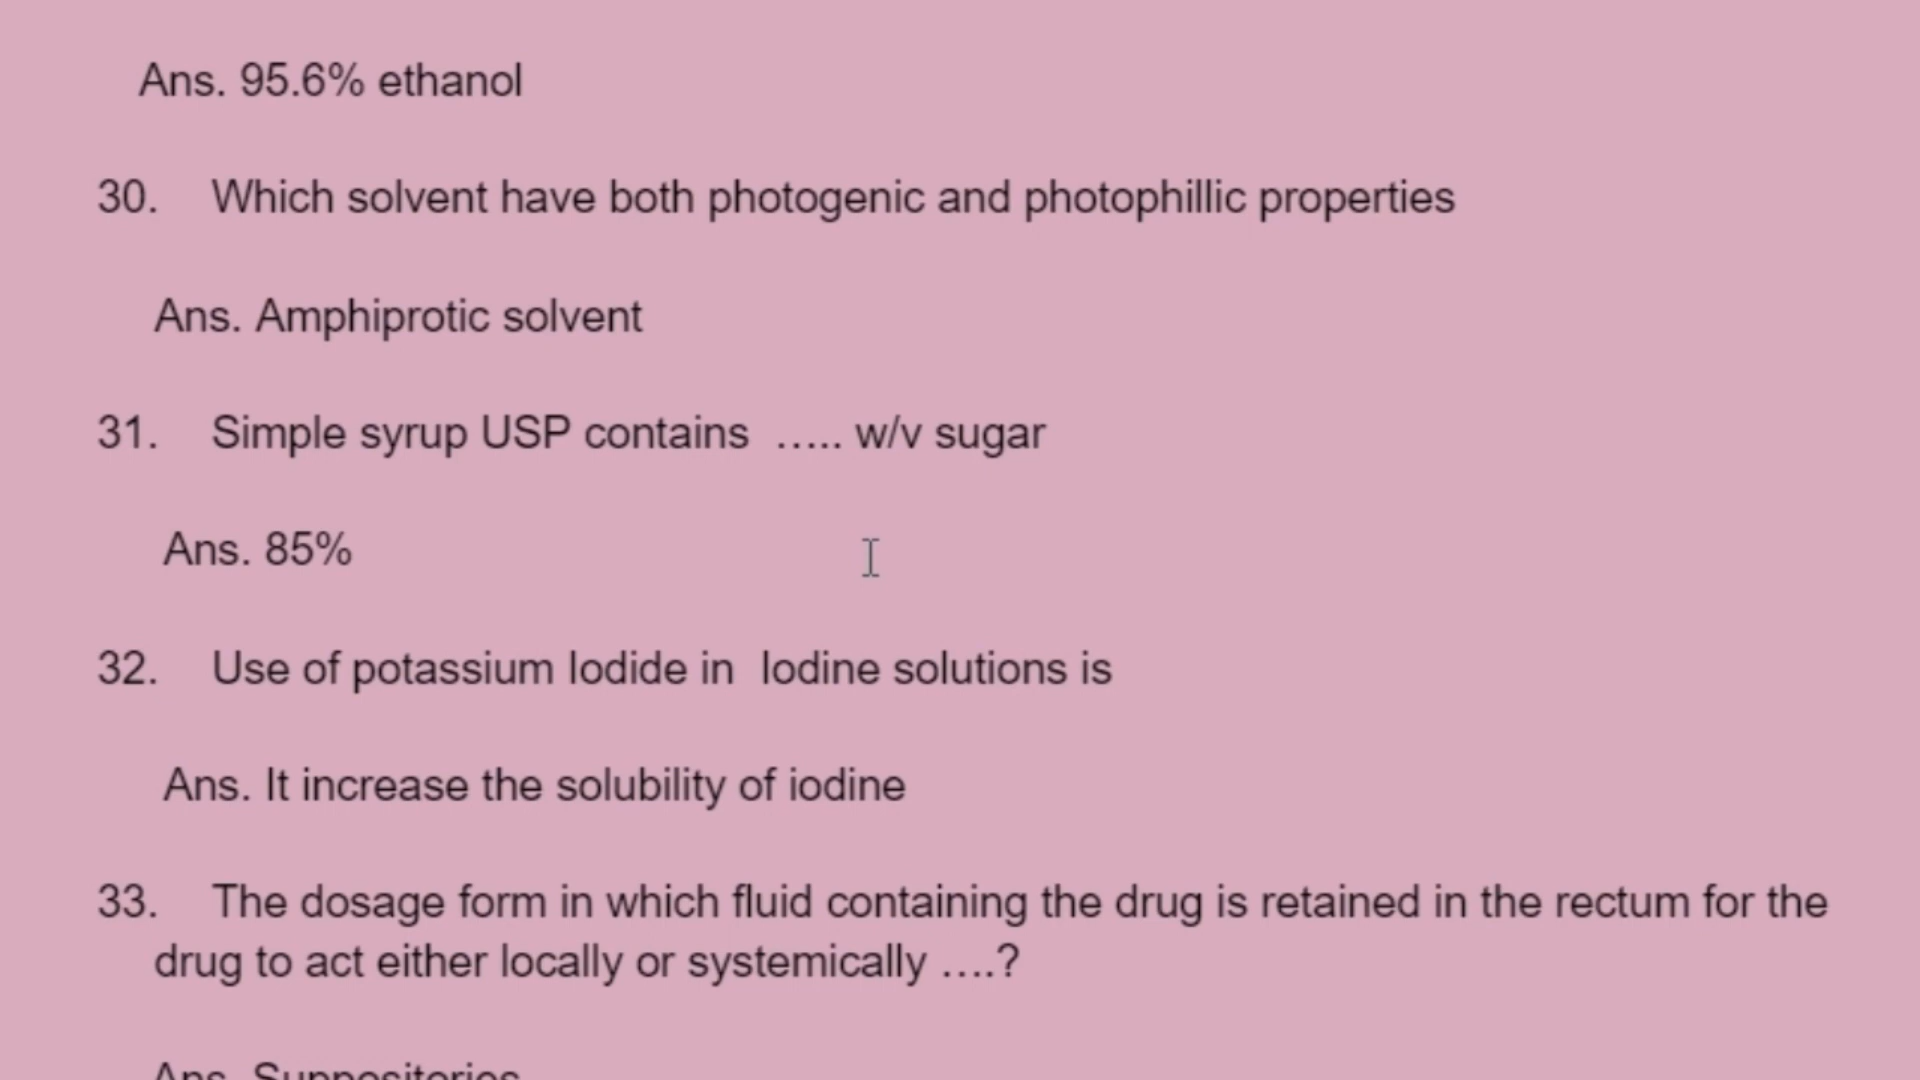 Ans. 95.6% ethanol
30. Which solvent have both photogenic and photophillic properties
Ans. Amphiprotic solvent
31. Simple syrup USP contains ..... w/v sugar
Ans. 85%
32. Use of potassium Iodide in Iodine solutions is
Ans. It increase the solubility of iodine
33. The dosage form in which fluid containing the drug is retained in the rectum for the
drug to act either locally or systemically ....?
Ans. Suppositories